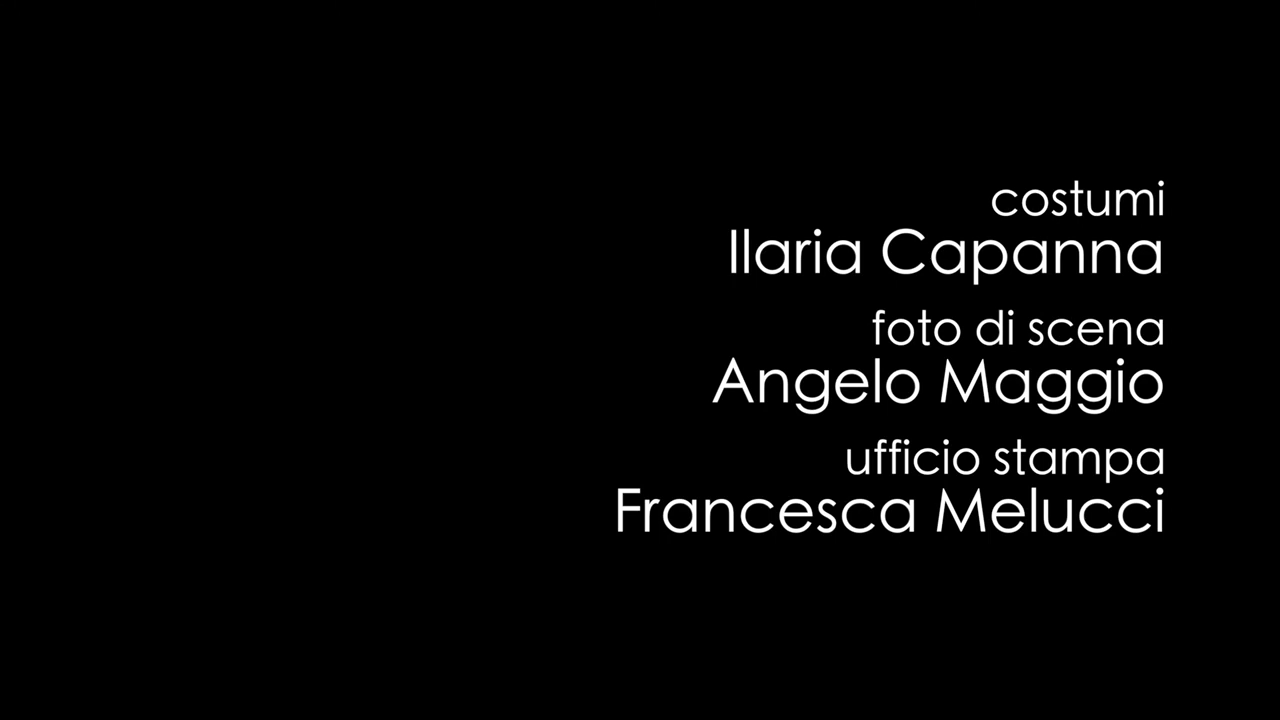 costumi
Ilaria Capanna
foto di scena
Angelo Maggio
ufficio stampa
Francesca Melucci